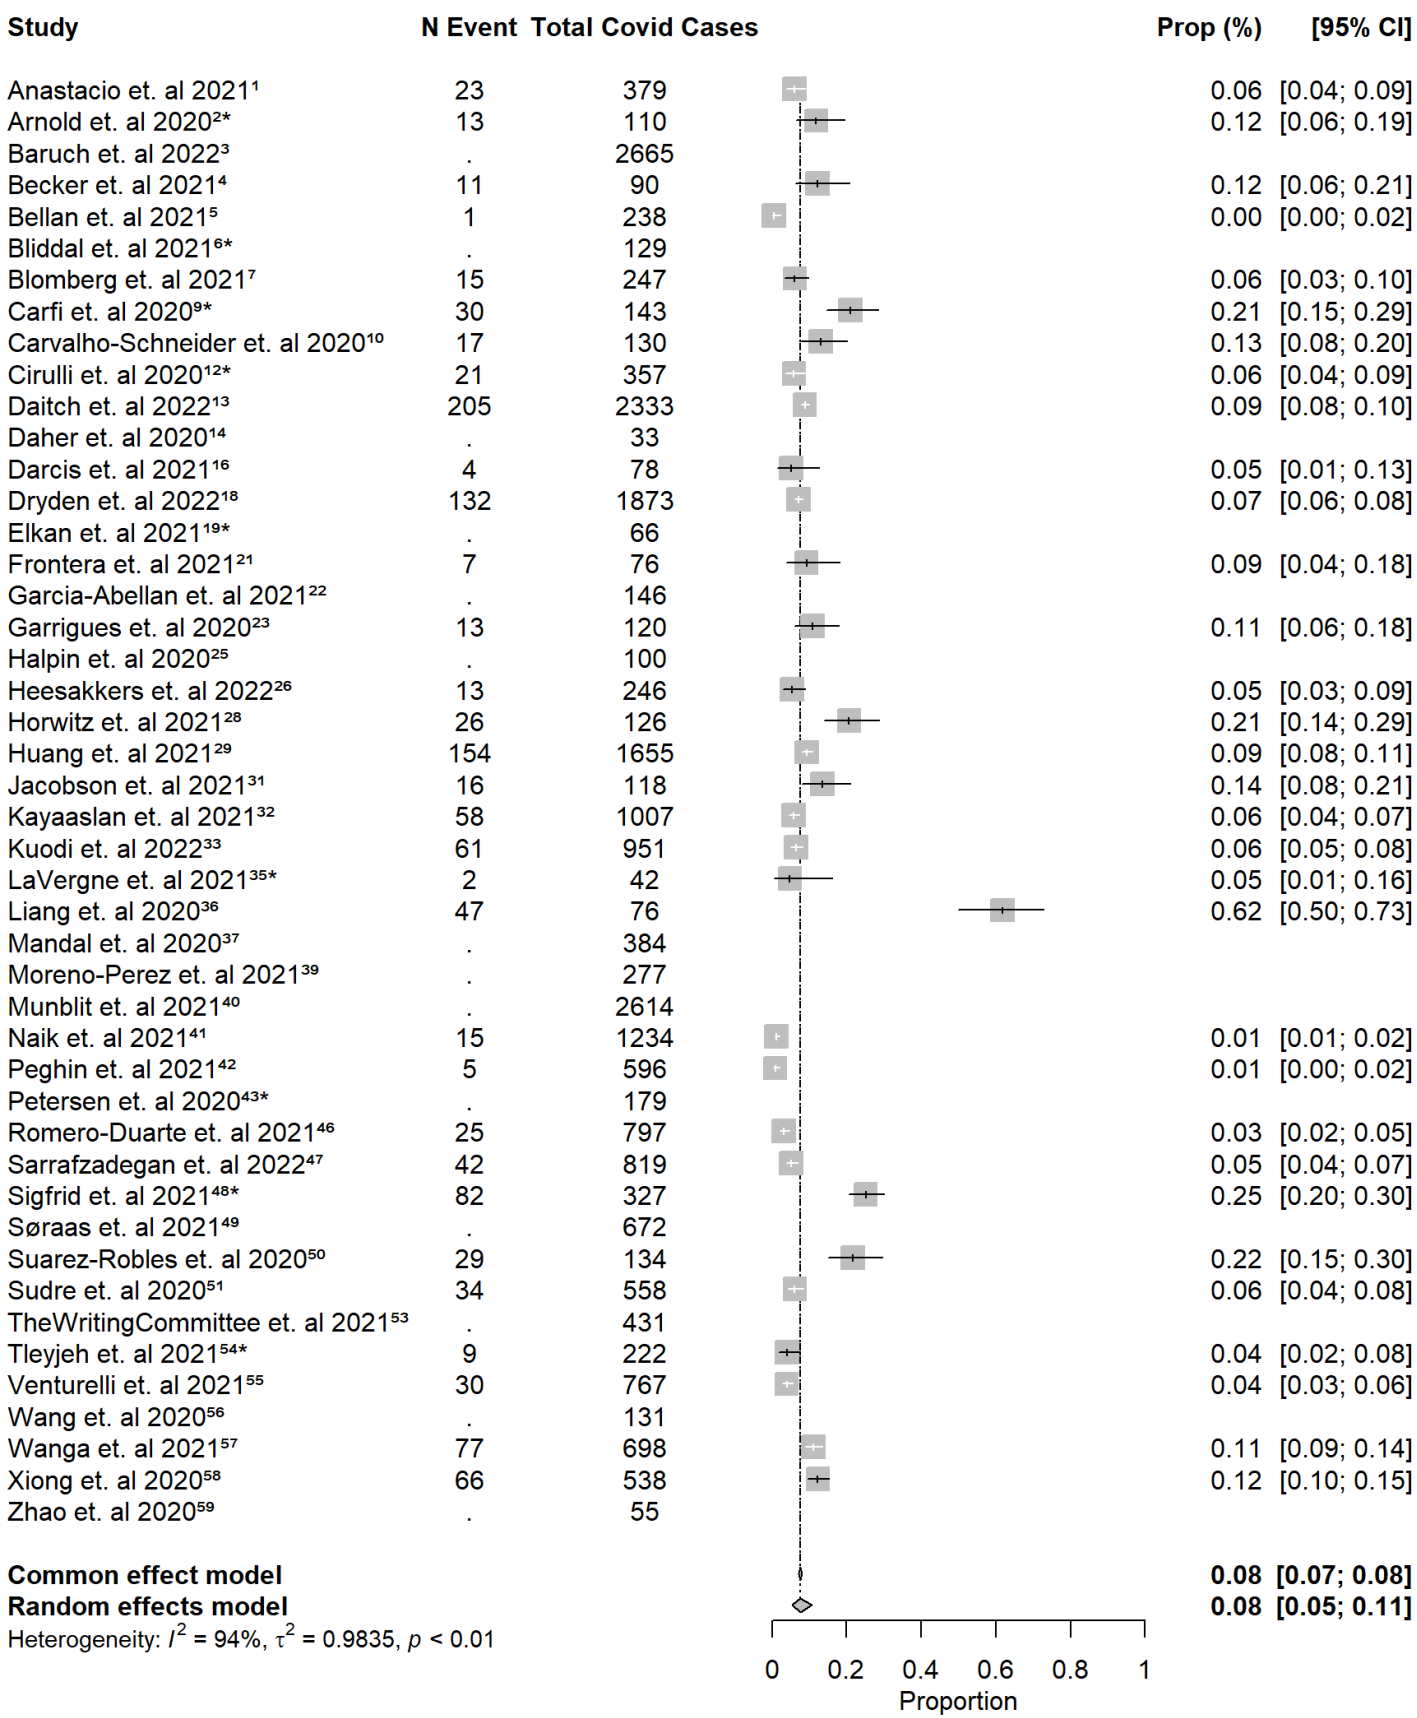 Study N Event Total Covid Cases Prop (%) [95% CI]
Anastacio et. al 2021¹ 23 379 0.06 [0.04; 0.09]
Arnold et. al 2020²* 13 110 0.12 [0.06; 0.19]
Baruch et. al 2022³ . 2665
Becker et. al 2021⁴ 11 90 0.12 [0.06; 0.21]
Bellan et. al 2021⁵ 1 238 0.00 [0.00; 0.02]
Bliddal et. al 2021⁶* . 129
Blomberg et. al 2021⁷ 15 247 0.06 [0.03; 0.10]
Carfi et. al 2020⁹* 30 143 0.21 [0.15; 0.29]
Carvalho-Schneider et. al 2020¹⁰ 17 130 0.13 [0.08; 0.20]
Cirulli et. al 2020¹²* 21 357 0.06 [0.04; 0.09]
Daitch et. al 2022¹³ 205 2333 0.09 [0.08; 0.10]
Daher et. al 2020¹⁴ . 33
Darcis et. al 2021¹⁶ 4 78 0.05 [0.01; 0.13]
Dryden et. al 2022¹⁸ 132 1873 0.07 [0.06; 0.08]
Elkan et. al 2021¹⁹* . 66
Frontera et. al 2021²¹ 7 76 0.09 [0.04; 0.18]
Garcia-Abellan et. al 2021²² . 146
Garrigues et. al 2020²³ 13 120 0.11 [0.06; 0.18]
Halpin et. al 2020²⁵ . 100
Heesakkers et. al 2022²⁶ 13 246 0.05 [0.03; 0.09]
Horwitz et. al 2021²⁸ 26 126 0.21 [0.14; 0.29]
Huang et. al 2021²⁹ 154 1655 0.09 [0.08; 0.11]
Jacobson et. al 2021³¹ 16 118 0.14 [0.08; 0.21]
Kayaaslan et. al 2021³² 58 1007 0.06 [0.04; 0.07]
Kuodi et. al 2022³³ 61 951 0.06 [0.05; 0.08]
LaVergne et. al 2021³⁵* 2 42 0.05 [0.01; 0.16]
Liang et. al 2020³⁶ 47 76 0.62 [0.50; 0.73]
Mandal et. al 2020³⁷ . 384
Moreno-Perez et. al 2021³⁹ . 277
Munblit et. al 2021⁴⁰ . 2614
Naik et. al 2021⁴¹ 15 1234 0.01 [0.01; 0.02]
Peghin et. al 2021⁴² 5 596 0.01 [0.00; 0.02]
Petersen et. al 2020⁴³* . 179
Romero-Duarte et. al 2021⁴⁶ 25 797 0.03 [0.02; 0.05]
Sarrafzadegan et. al 2022⁴⁷ 42 819 0.05 [0.04; 0.07]
Sigfrid et. al 2021⁴⁸* 82 327 0.25 [0.20; 0.30]
Søraas et. al 2021⁴⁹ . 672
Suarez-Robles et. al 2020⁵⁰ 29 134 0.22 [0.15; 0.30]
Sudre et. al 2020⁵¹ 34 558 0.06 [0.04; 0.08]
TheWritingCommittee et. al 2021⁵³ . 431
Tleyjeh et. al 2021⁵⁴* 9 222 0.04 [0.02; 0.08]
Venturelli et. al 2021⁵⁵ 30 767 0.04 [0.03; 0.06]
Wang et. al 2020⁵⁶ . 131
Wanga et. al 2021⁵⁷ 77 698 0.11 [0.09; 0.14]
Xiong et. al 2020⁵⁸ 66 538 0.12 [0.10; 0.15]
Zhao et. al 2020⁵⁹ . 55
Common effect model 0.08 [0.07; 0.08]
Random effects model 0.08 [0.05; 0.11]
Heterogeneity: I² = 94%, τ² = 0.9835, p < 0.01
0 0.2 0.4 0.6 0.8 1
Proportion